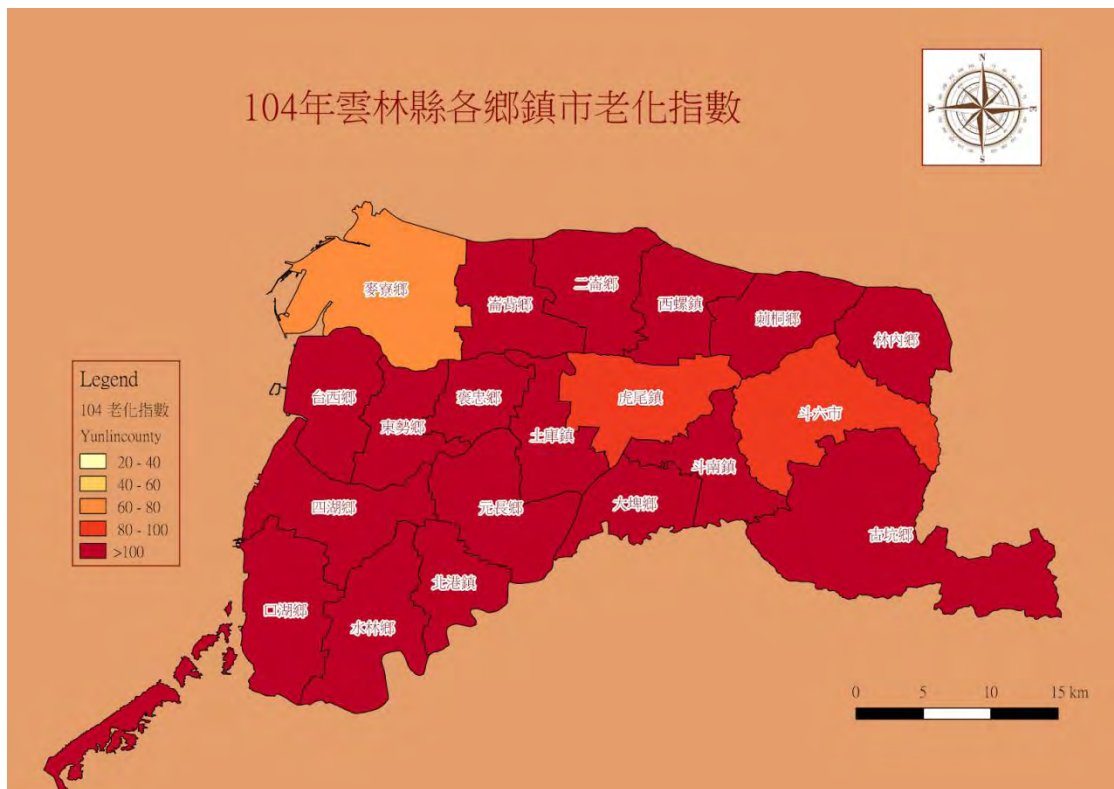 104年雲林縣各鄉鎮市老化指數
N
W
E
S
麥寮鄉
崙背鄉
二崙鄉
西螺鎮
莿桐鄉
林內鄉
台西鄉
東勢鄉
褒忠鄉
土庫鎮
虎尾鎮
斗南鎮
斗六市
四湖鄉
元長鄉
大埤鄉
古坑鄉
口湖鄉
水林鄉
北港鎮
Legend
104 老化指數
Yunlincounty
20 - 40
40 - 60
60 - 80
80 - 100
>100
0 5 10 15 km